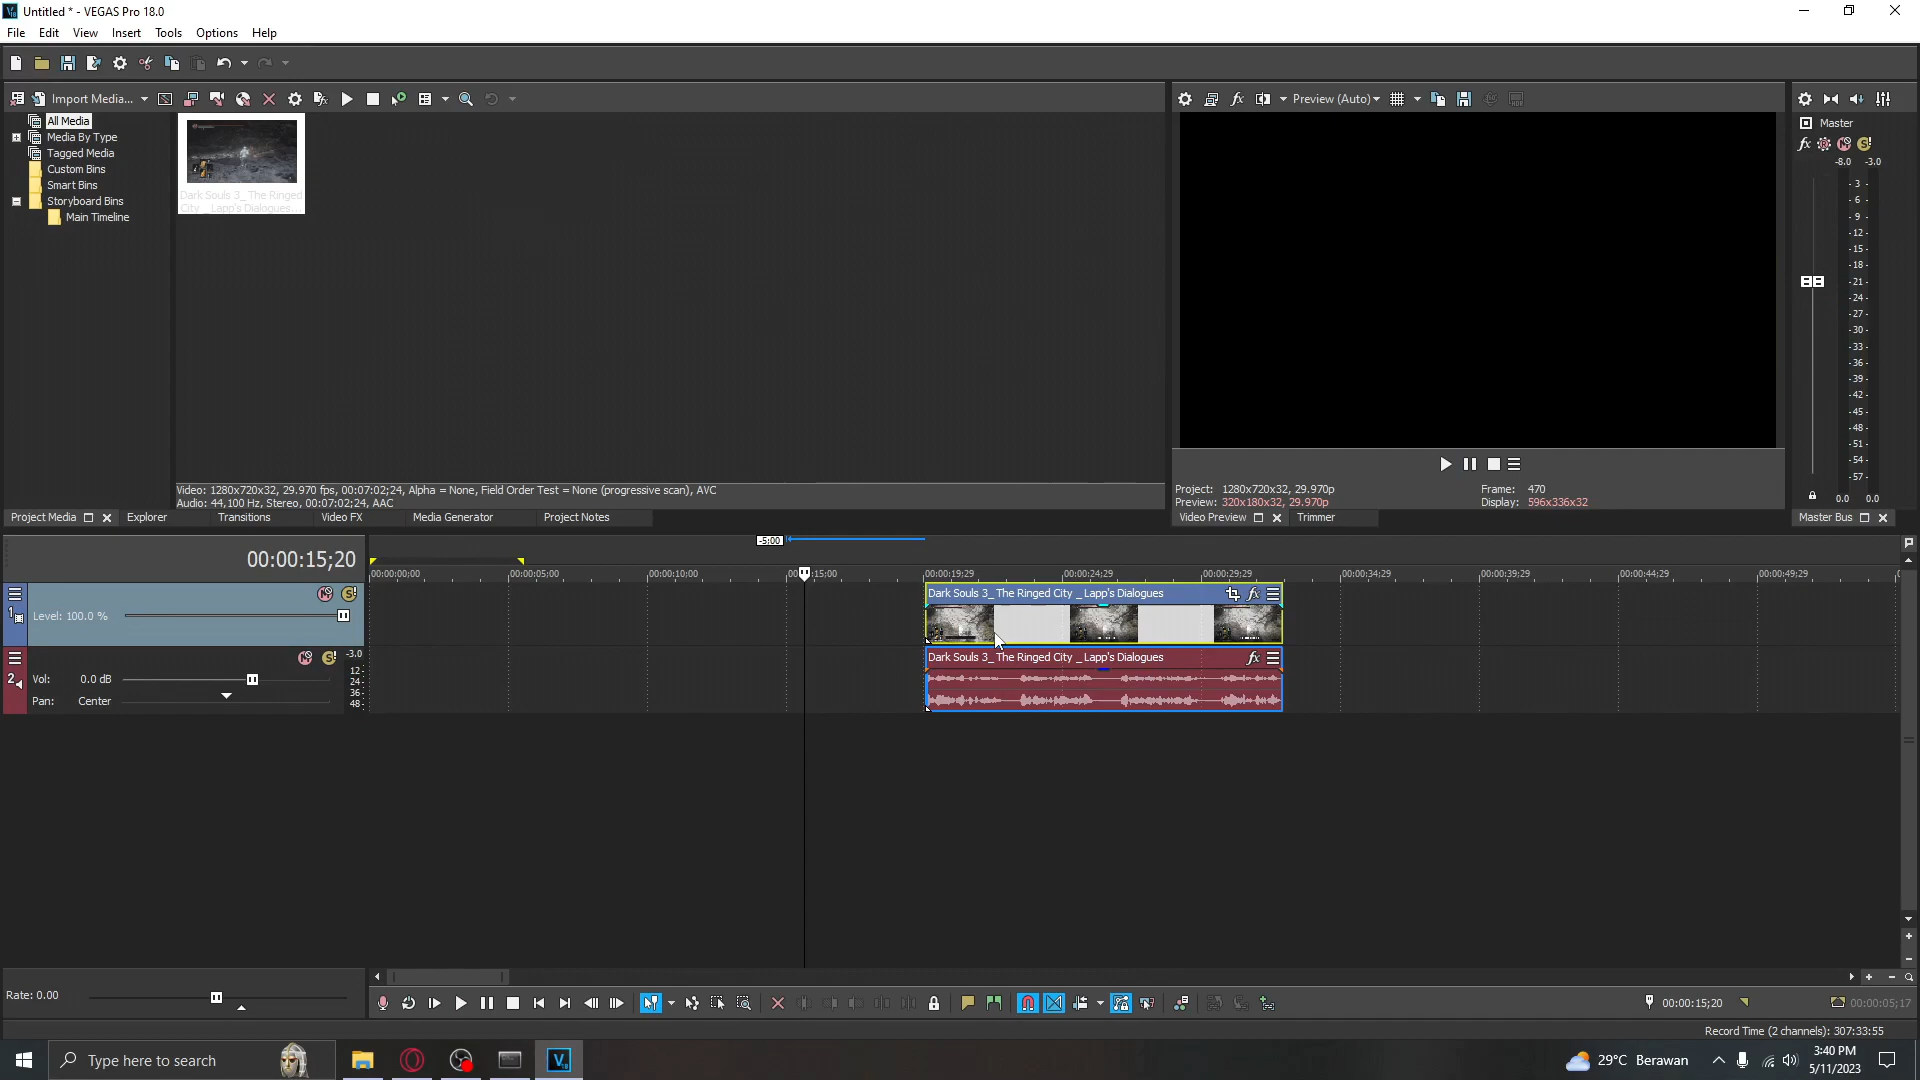 Untitled * - VEGAS Pro 18.0
File Edit View Insert Tools Options Help
Import Media...
Preview (Auto)
All Media
Media By Type
Tagged Media
Custom Bins
Smart Bins
Storyboard Bins
Main Timeline
Dark Souls 3_ The Ringed
City _ Lapp's Dialogues...
Master
-8.0 -3.0
- 3 -
- 6 -
- 9 -
-12-
-15-
-18-
-21-
-24-
-27-
-30-
-33-
-36-
-39-
-42-
-45-
-48-
-51-
-54-
-57-
0.0 0.0
Video: 1280x720x32, 29.970 fps, 00:07:02;24, Alpha = None, Field Order Test = None (progressive scan), AVC
Audio: 44,100 Hz, Stereo, 00:07:02;24, AAC
Project: 1280x720x32, 29.970p
Preview: 320x180x32, 29.970p
Frame: 470
Display: 596x336x32
Project Media Explorer Transitions Video FX Media Generator Project Notes
Video Preview Trimmer
Master Bus
00:00:15;20
-5:00
00:00:00;00 00:00:05;00 00:00:10;00 00:00:15;00 00:00:19;29 00:00:24;29 00:00:29;29 00:00:34;29 00:00:39;29 00:00:44;29 00:00:49;29
1
Level: 100.0 %
Dark Souls 3_ The Ringed City _ Lapp's Dialogues
2
Vol: 0.0 dB
Pan: Center
-3.0
12
24
36
48
Dark Souls 3_ The Ringed City _ Lapp's Dialogues
Rate: 0.00
00:00:15;20
00:00:05;17
Record Time (2 channels): 307:33:55
Type here to search
29°C Berawan
3:40 PM
5/11/2023